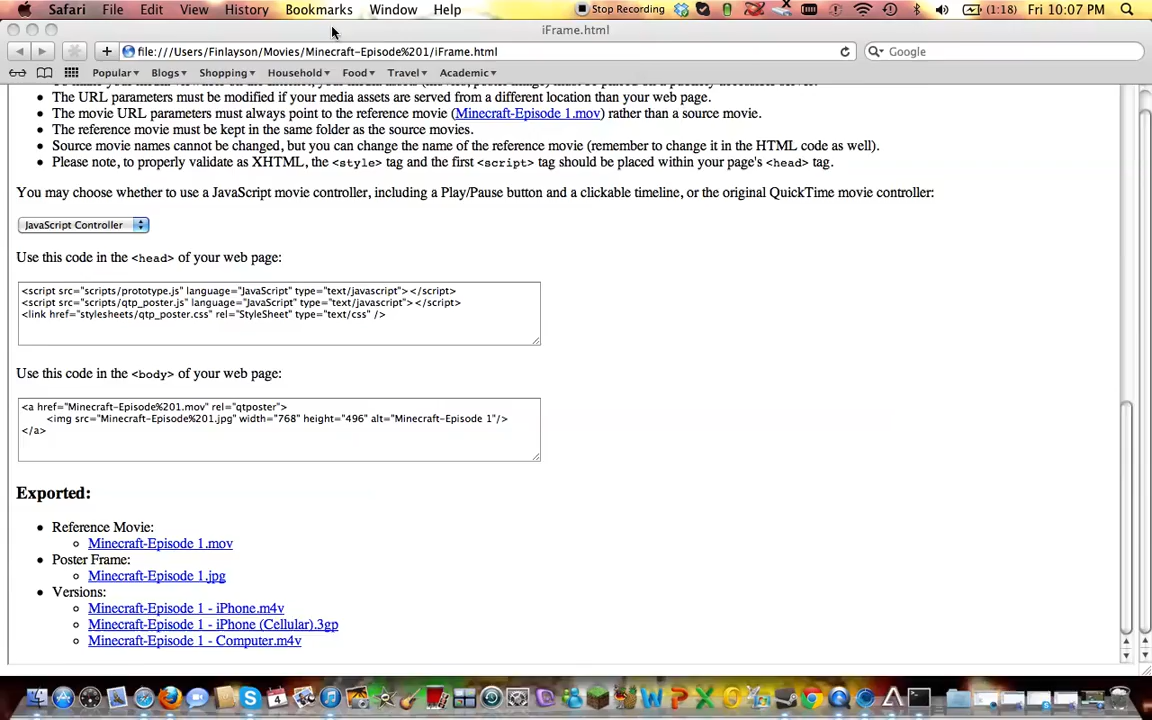 Safari File Edit View History Bookmarks Window Help Stop Recording (1:18) Fri 10:07 PM
iFrame.html
file:///Users/Finlayson/Movies/Minecraft-Episode%201/iFrame.html Google
Popular Blogs Shopping Household Food Travel Academic
The URL parameters must be modified if your media assets are served from a different location than your web page.
The movie URL parameters must always point to the reference movie (Minecraft-Episode 1.mov) rather than a source movie.
The reference movie must be kept in the same folder as the source movies.
Source movie names cannot be changed, but you can change the name of the reference movie (remember to change it in the HTML code as well).
Please note, to properly validate as XHTML, the <style> tag and the first <script> tag should be placed within your page's <head> tag.
You may choose whether to use a JavaScript movie controller, including a Play/Pause button and a clickable timeline, or the original QuickTime movie controller:
JavaScript Controller
Use this code in the <head> of your web page:
<script src="scripts/prototype.js" language="JavaScript" type="text/javascript"></script>
<script src="scripts/qtp_poster.js" language="JavaScript" type="text/javascript"></script>
<link href="stylesheets/qtp_poster.css" rel="StyleSheet" type="text/css" />
Use this code in the <body> of your web page:
<a href="Minecraft-Episode%201.mov" rel="qtposter">
<img src="Minecraft-Episode%201.jpg" width="768" height="496" alt="Minecraft-Episode 1"/>
</a>
Exported:
Reference Movie:
Minecraft-Episode 1.mov
Poster Frame:
Minecraft-Episode 1.jpg
Versions:
Minecraft-Episode 1 - iPhone.m4v
Minecraft-Episode 1 - iPhone (Cellular).3gp
Minecraft-Episode 1 - Computer.m4v